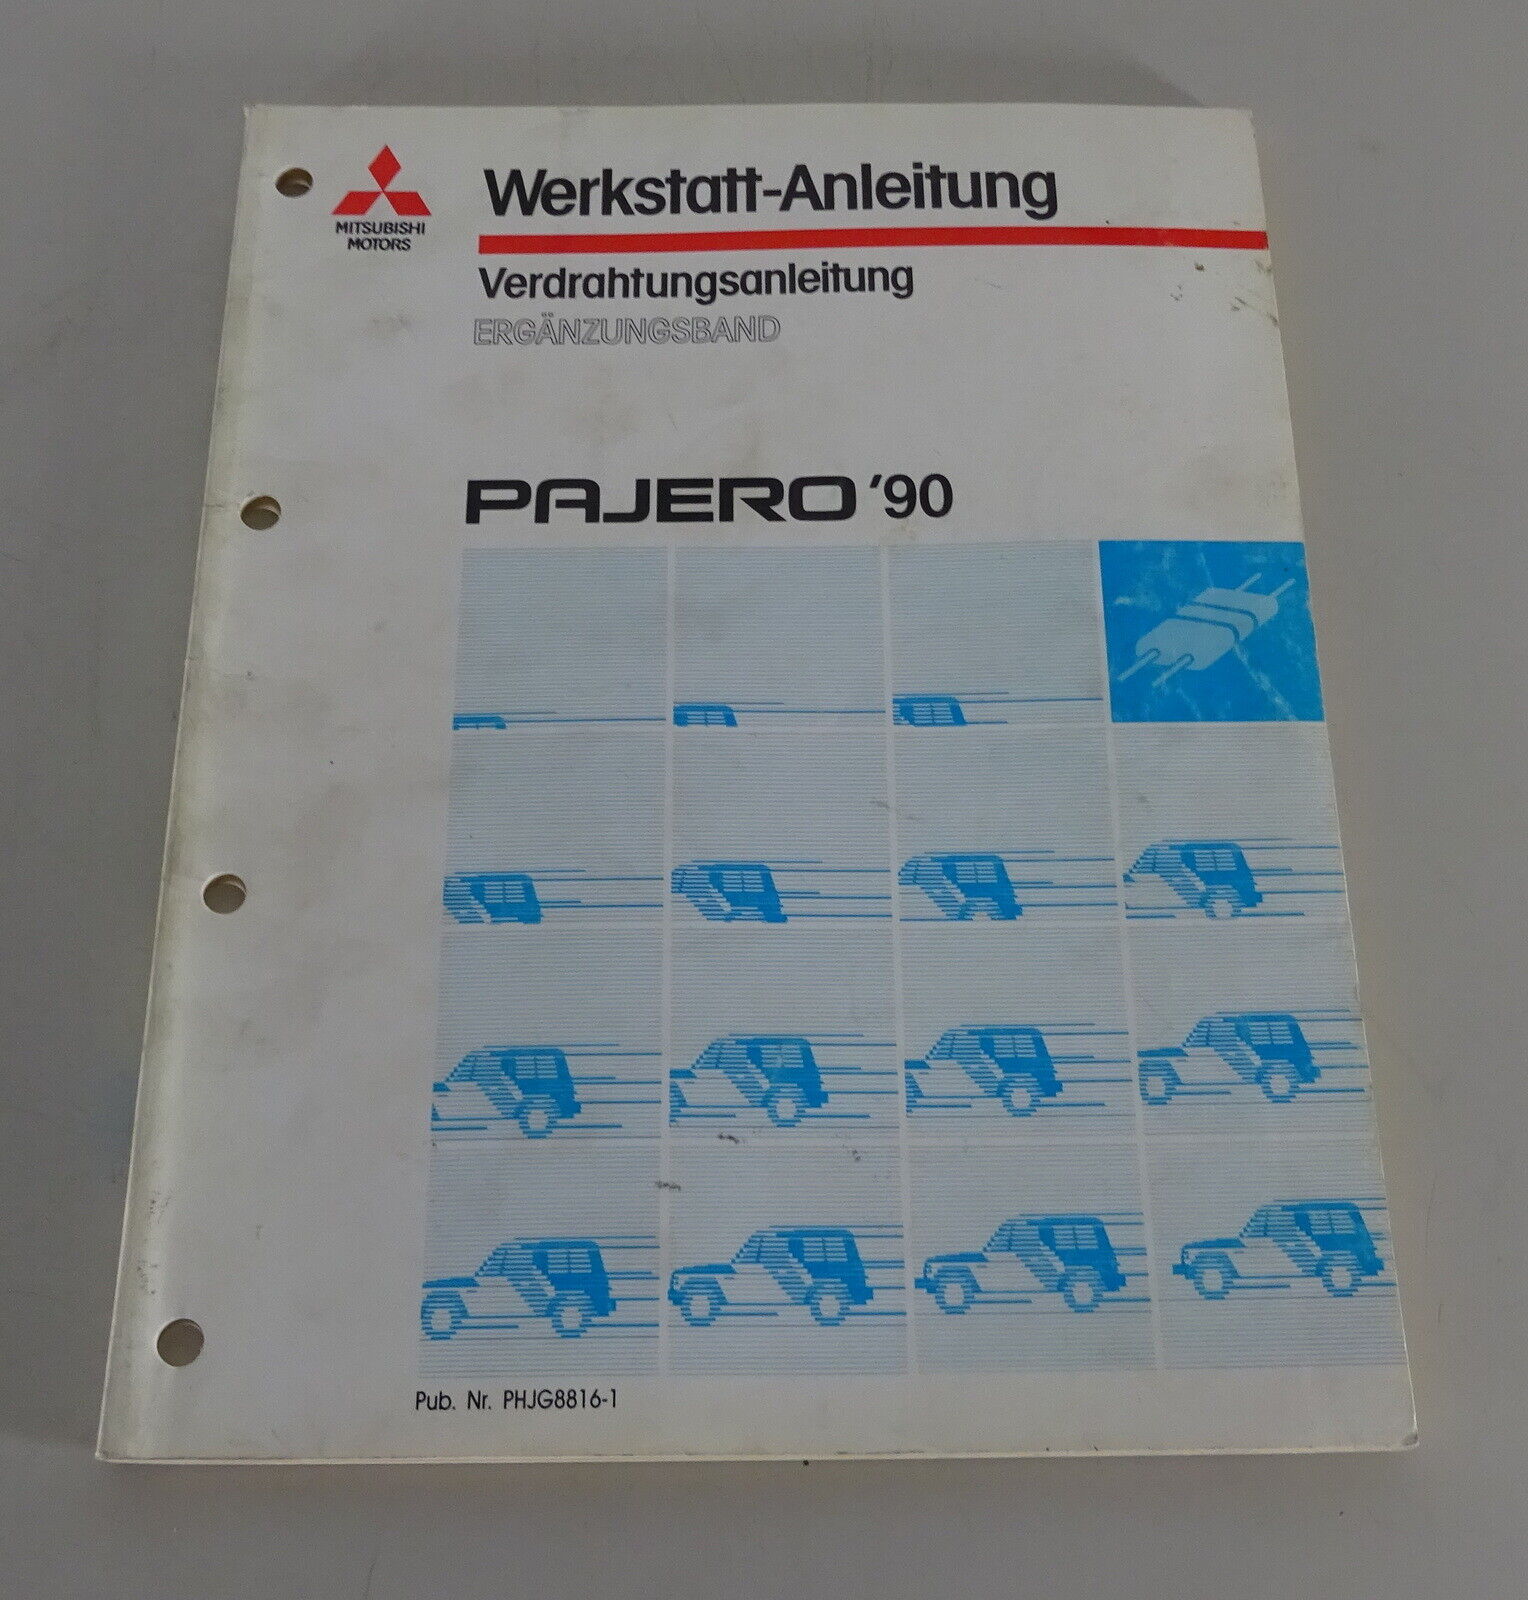 MITSUBISHI
MOTORS
Werkstatt-Anleitung
Verdrahtungsanleitung
ERGÄNZUNGSBAND
PAJERO '90
Pub. Nr. PHJG8816-1